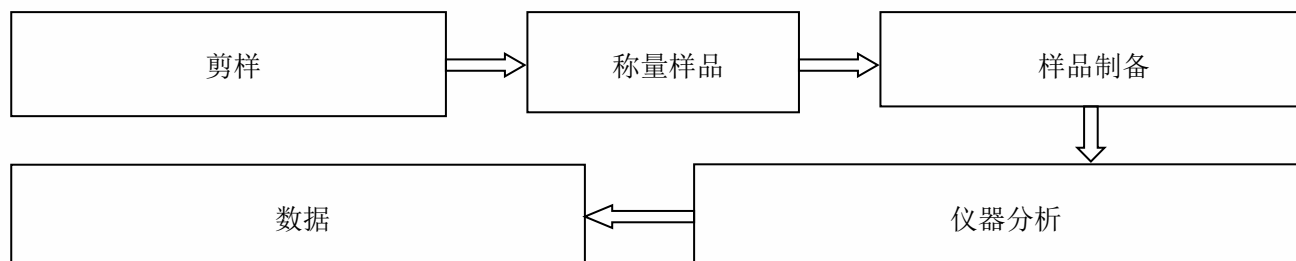 剪样
称量样品
样品制备
仪器分析
数据